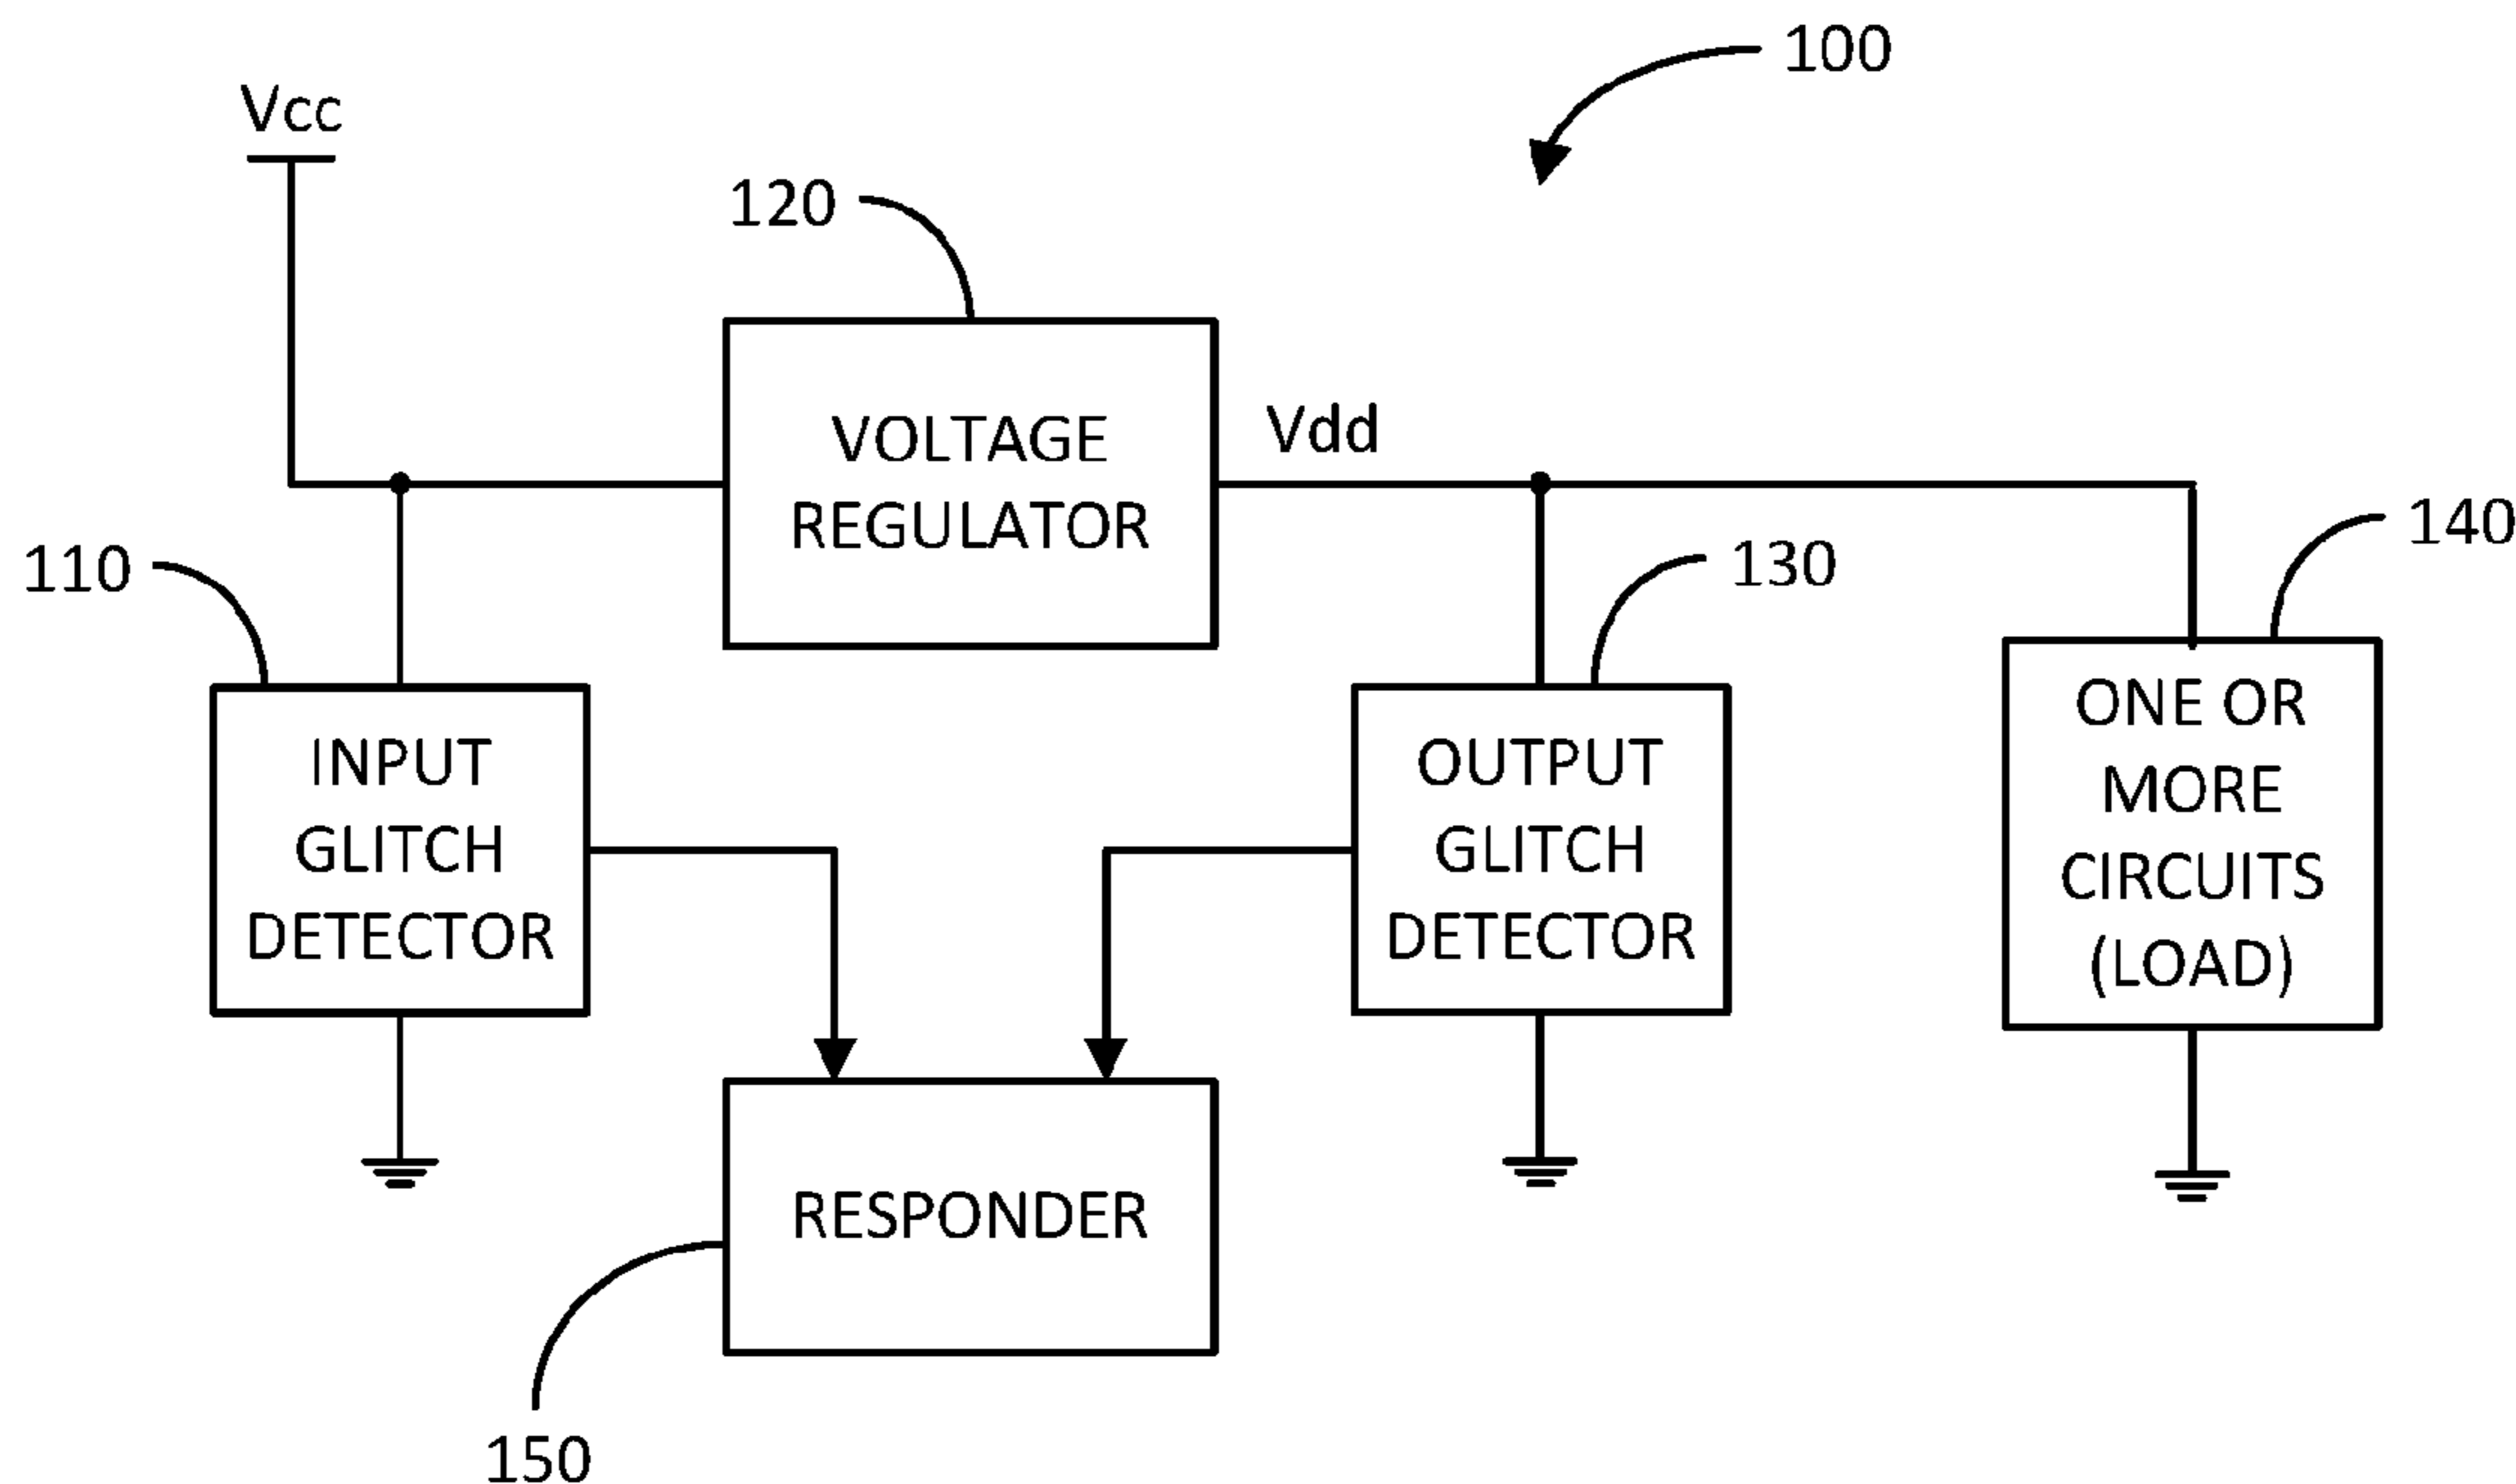 100
Vcc
120
VOLTAGE
REGULATOR
Vdd
140
110
130
INPUT
GLITCH
DETECTOR
OUTPUT
GLITCH
DETECTOR
ONE OR
MORE
CIRCUITS
(LOAD)
RESPONDER
150